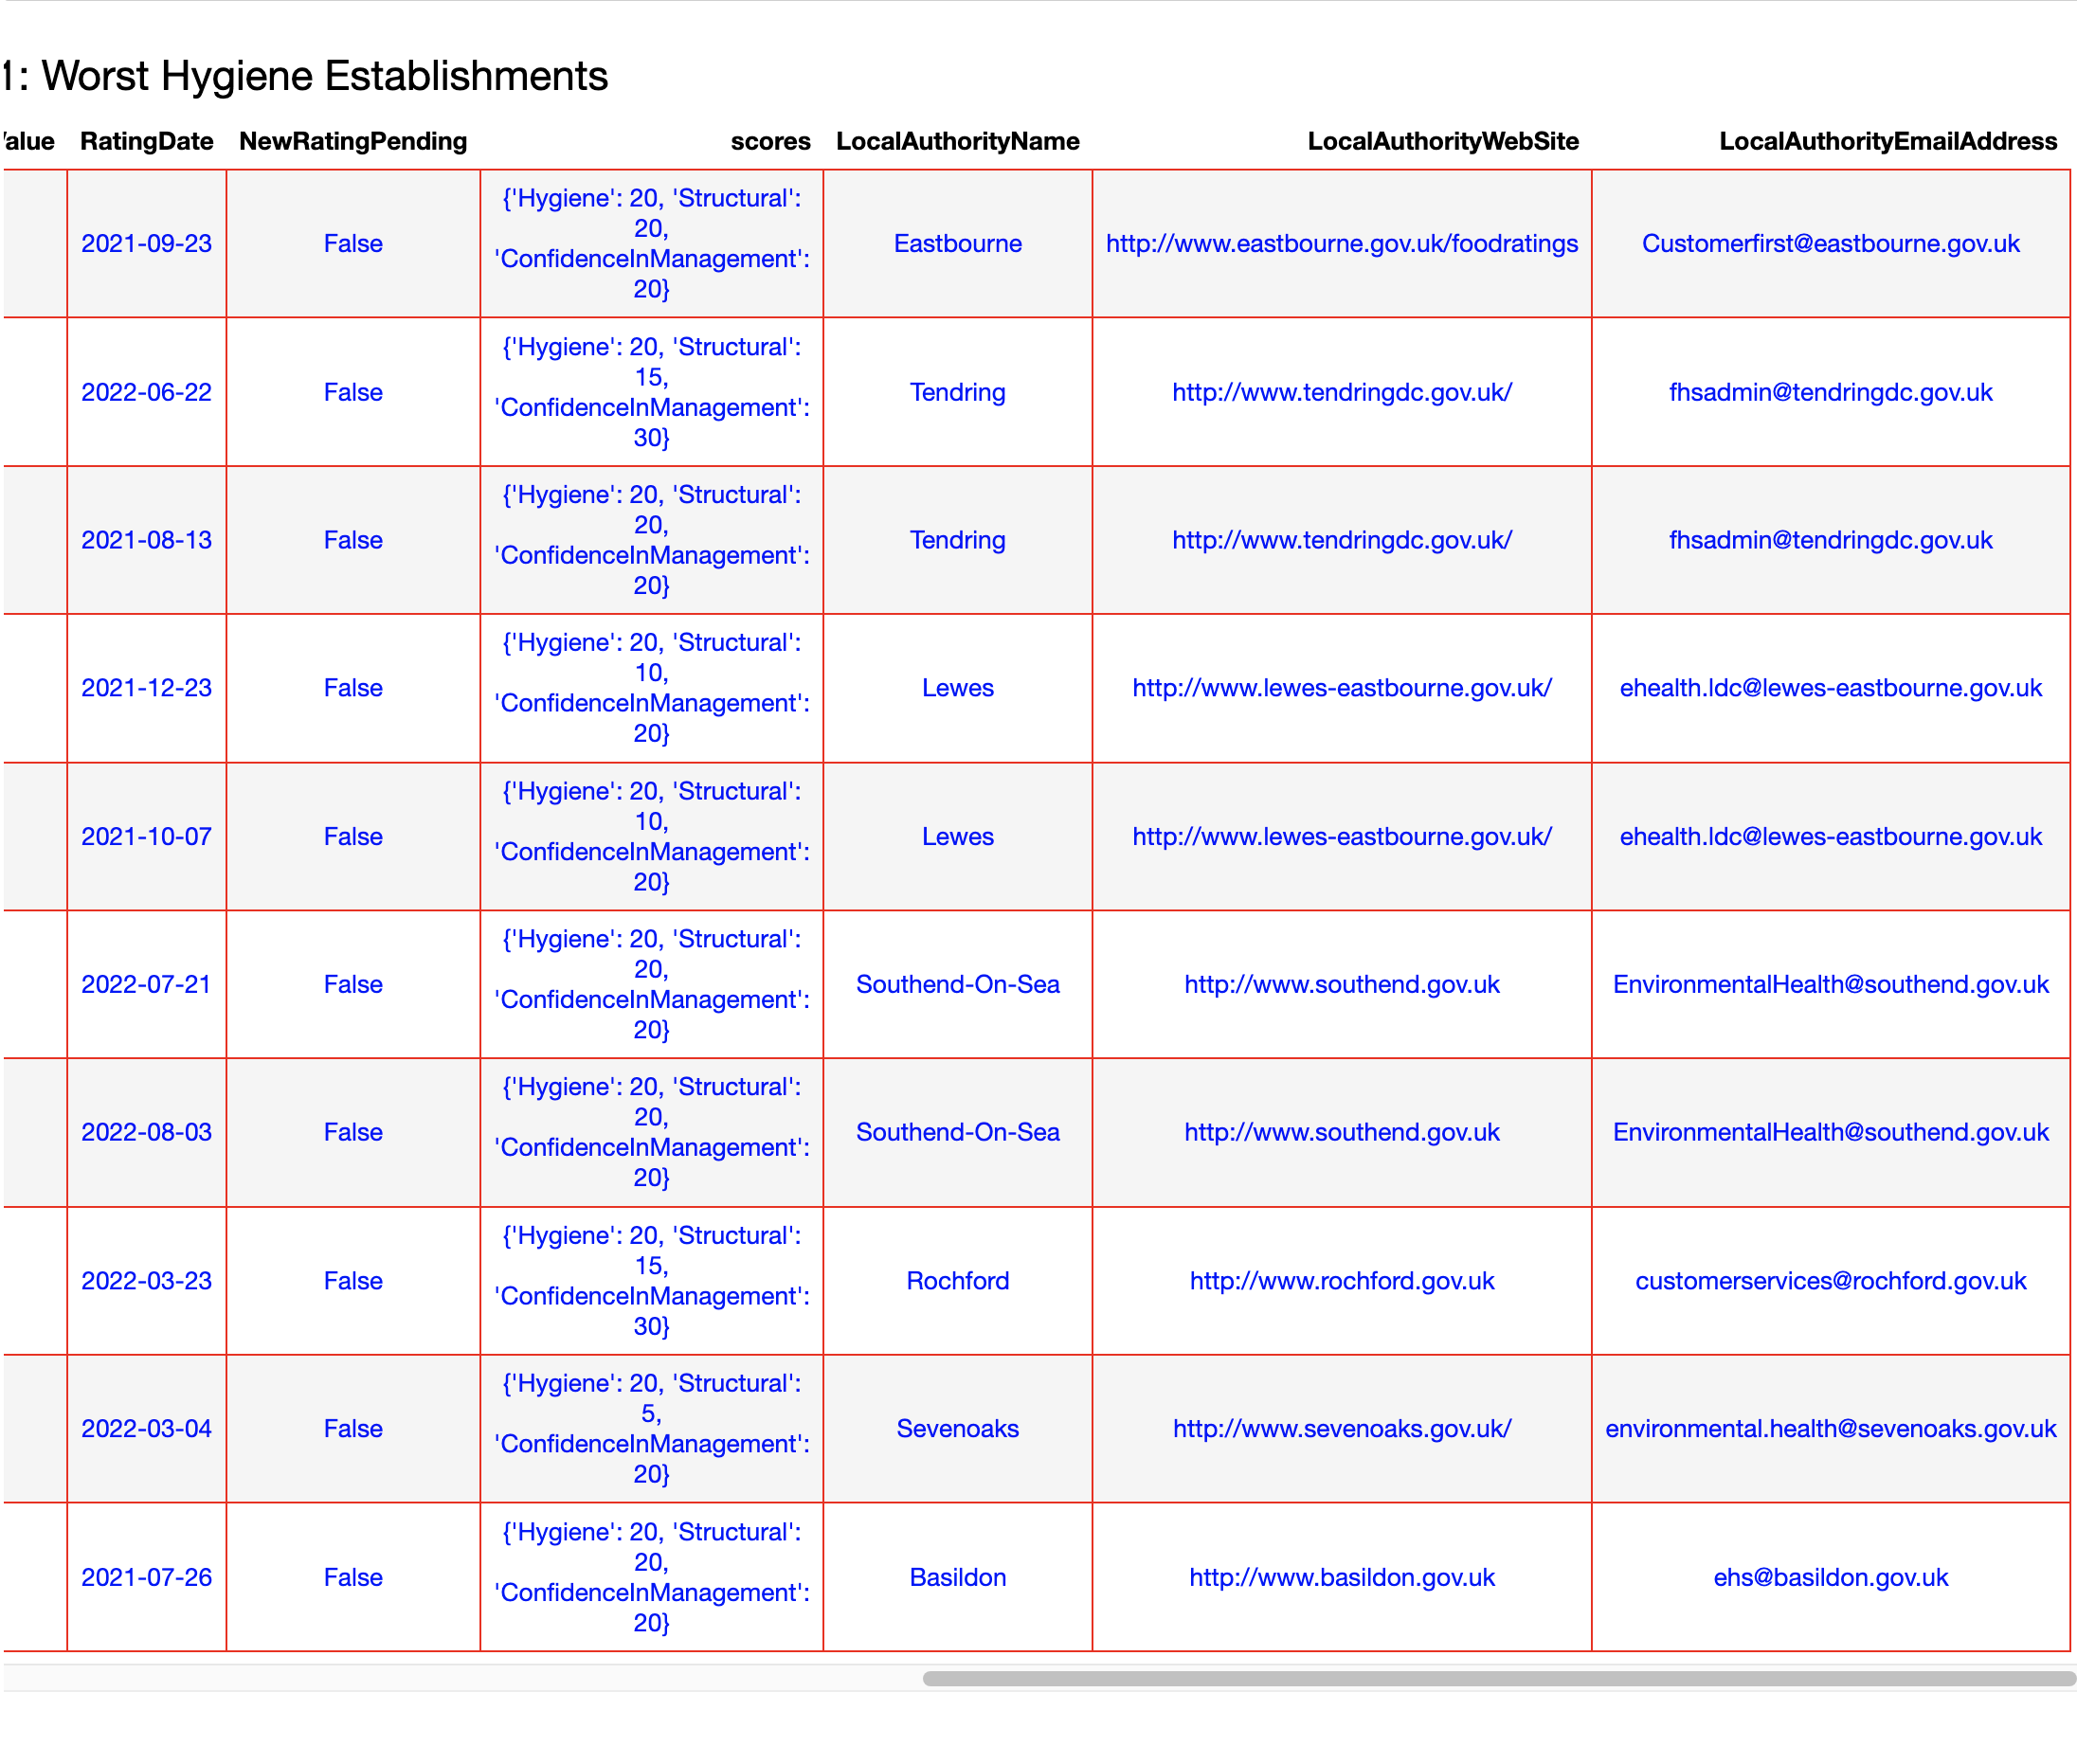 1: Worst Hygiene Establishments
alue RatingDate NewRatingPending scores LocalAuthorityName LocalAuthorityWebSite LocalAuthorityEmailAddress
{'Hygiene': 20, 'Structural':
20,
2021-09-23 False Eastbourne http://www.eastbourne.gov.uk/foodratings Customerfirst@eastbourne.gov.uk
'ConfidenceInManagement':
20}
{'Hygiene': 20, 'Structural':
15,
2022-06-22 False Tendring http://www.tendringdc.gov.uk/ fhsadmin@tendringdc.gov.uk
'ConfidenceInManagement':
30}
{'Hygiene': 20, 'Structural':
20,
2021-08-13 False Tendring http://www.tendringdc.gov.uk/ fhsadmin@tendringdc.gov.uk
'ConfidenceInManagement':
20}
{'Hygiene': 20, 'Structural':
10,
2021-12-23 False Lewes http://www.lewes-eastbourne.gov.uk/ ehealth.ldc@lewes-eastbourne.gov.uk
'ConfidenceInManagement':
20}
{'Hygiene': 20, 'Structural':
10,
2021-10-07 False Lewes http://www.lewes-eastbourne.gov.uk/ ehealth.ldc@lewes-eastbourne.gov.uk
'ConfidenceInManagement':
20}
{'Hygiene': 20, 'Structural':
20,
2022-07-21 False Southend-On-Sea http://www.southend.gov.uk EnvironmentalHealth@southend.gov.uk
'ConfidenceInManagement':
20}
{'Hygiene': 20, 'Structural':
20,
2022-08-03 False Southend-On-Sea http://www.southend.gov.uk EnvironmentalHealth@southend.gov.uk
'ConfidenceInManagement':
20}
{'Hygiene': 20, 'Structural':
15,
2022-03-23 False Rochford http://www.rochford.gov.uk customerservices@rochford.gov.uk
'ConfidenceInManagement':
30}
{'Hygiene': 20, 'Structural':
5,
2022-03-04 False Sevenoaks http://www.sevenoaks.gov.uk/ environmental.health@sevenoaks.gov.uk
'ConfidenceInManagement':
20}
{'Hygiene': 20, 'Structural':
20,
2021-07-26 False Basildon http://www.basildon.gov.uk ehs@basildon.gov.uk
'ConfidenceInManagement':
20}